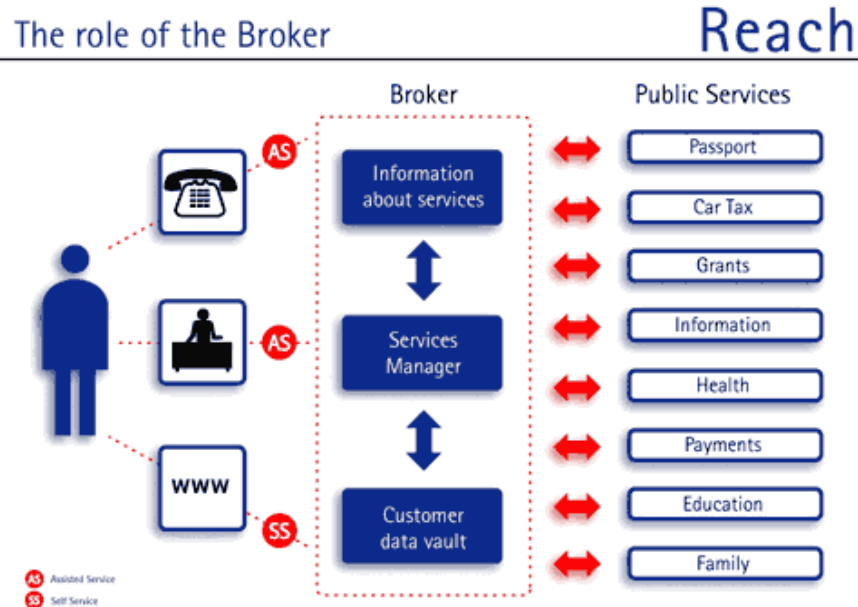 The role of the Broker
Reach
Broker
Public Services
AS
Information
about services
Passport
Car Tax
Grants
AS
Services
Manager
Information
Health
Payments
www
SS
Customer
data vault
Education
Family
AS Assisted Service
SS Self Service